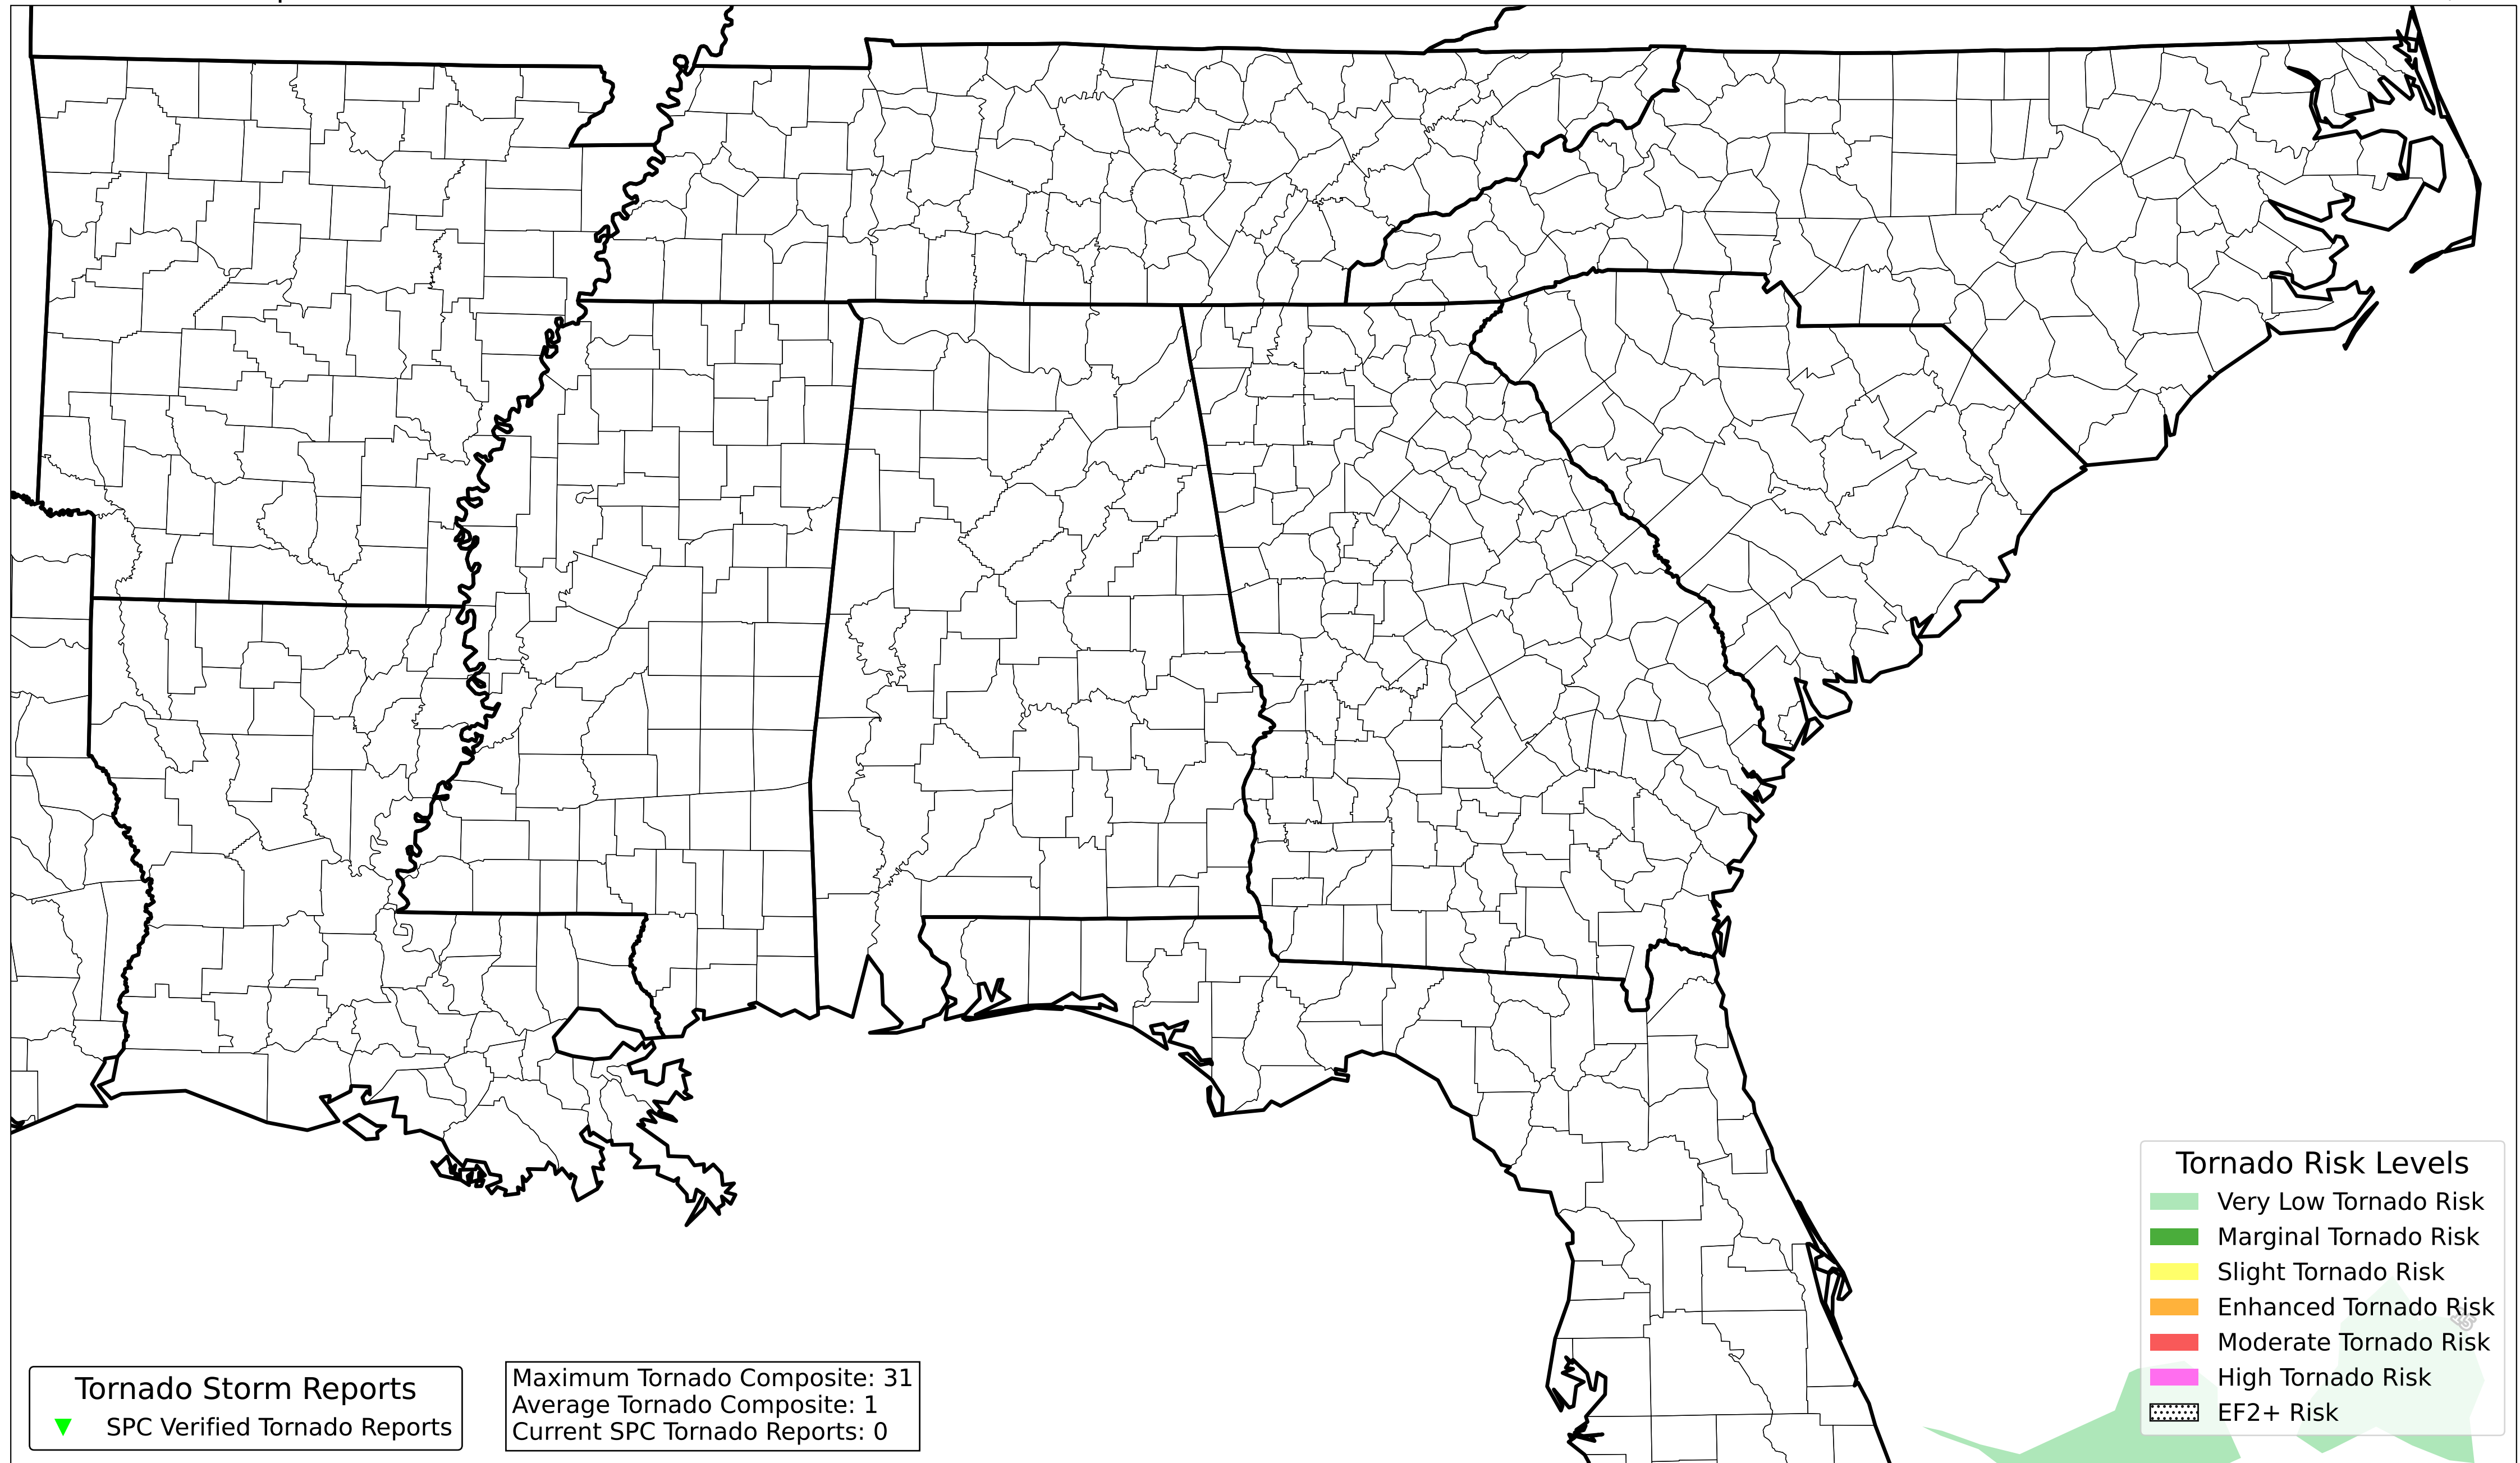 Tornado Risk Levels
Very Low Tornado Risk
Marginal Tornado Risk
Slight Tornado Risk
Enhanced Tornado Risk
15
Moderate Tornado Risk
High Tornado Risk
EF2+ Risk
Tornado Storm Reports
SPC Verified Tornado Reports
Maximum Tornado Composite: 31
Average Tornado Composite: 1
Current SPC Tornado Reports: 0